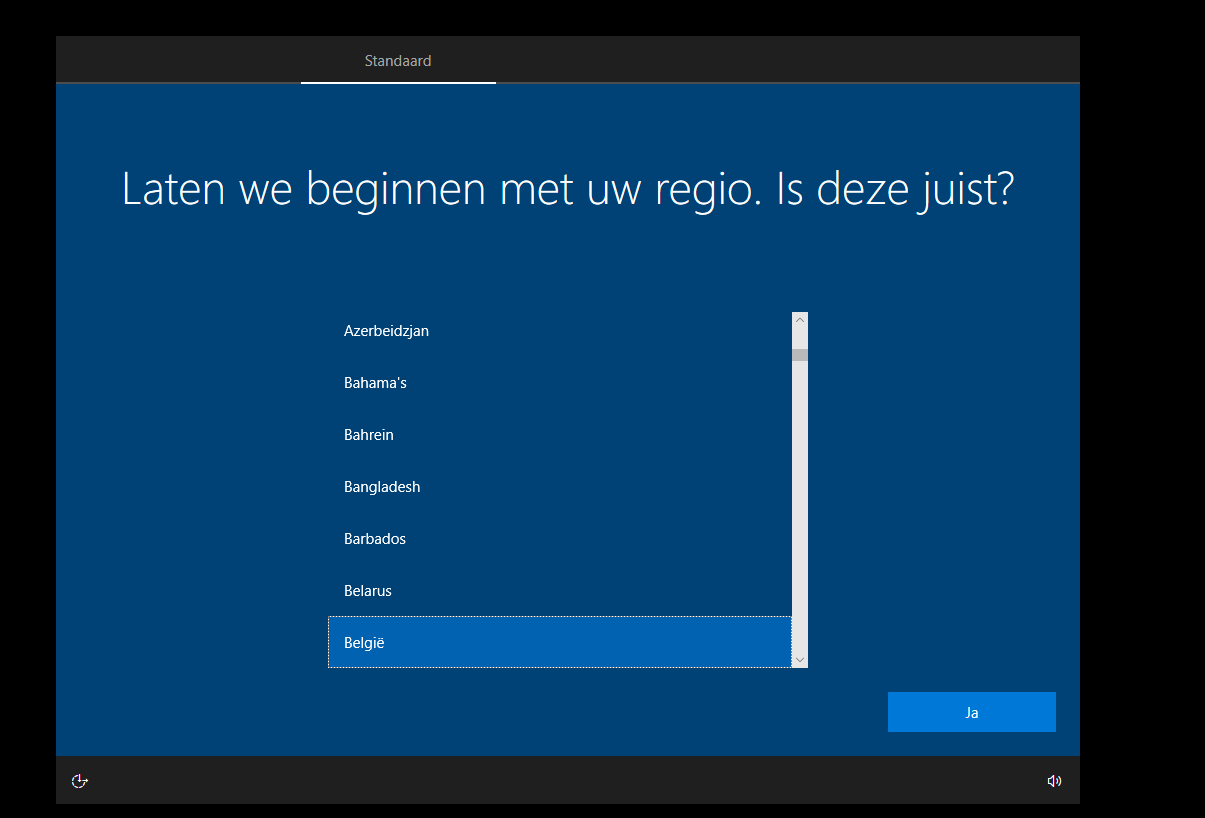 Standaard
Laten we beginnen met uw regio. Is deze juist?
Azerbeidzjan
Bahama's
Bahrein
Bangladesh
Barbados
Belarus
België
Ja